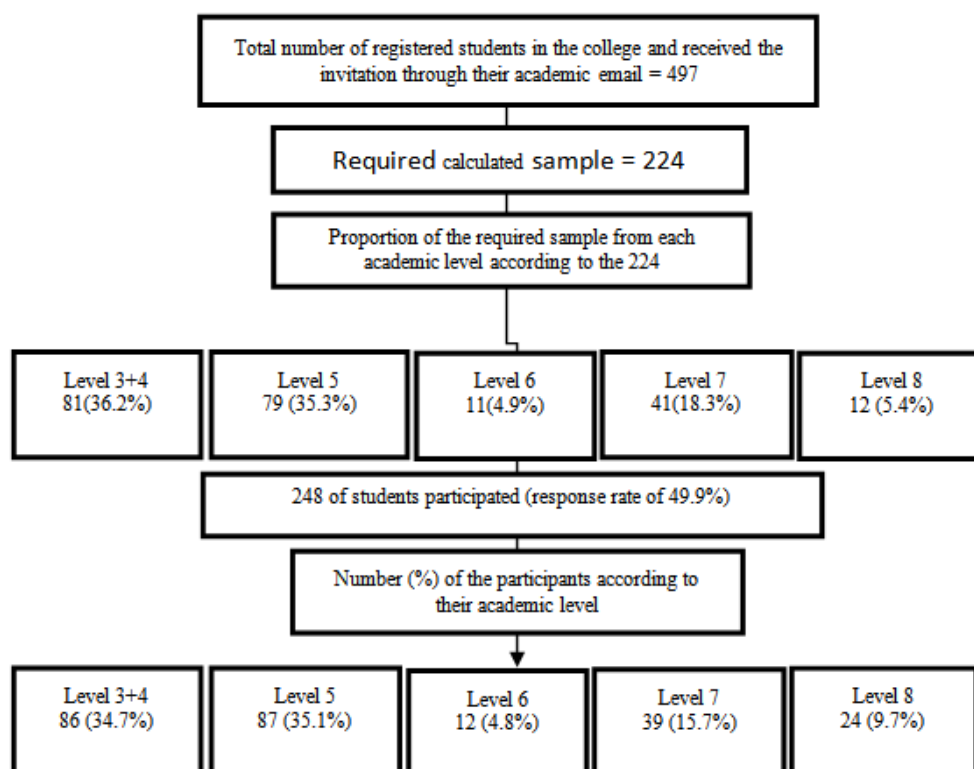 Total number of registered students in the college and received the
invitation through their academic email = 497
Required calculated sample = 224
Proportion of the required sample from each
academic level according to the 224
Level 3+4
81(36.2%)
Level 5
79 (35.3%)
Level 6
11(4.9%)
Level 7
41(18.3%)
Level 8
12 (5.4%)
248 of students participated (response rate of 49.9%)
Number (%) of the participants according to
their academic level
Level 3+4
86 (34.7%)
Level 5
87 (35.1%)
Level 6
12 (4.8%)
Level 7
39 (15.7%)
Level 8
24 (9.7%)